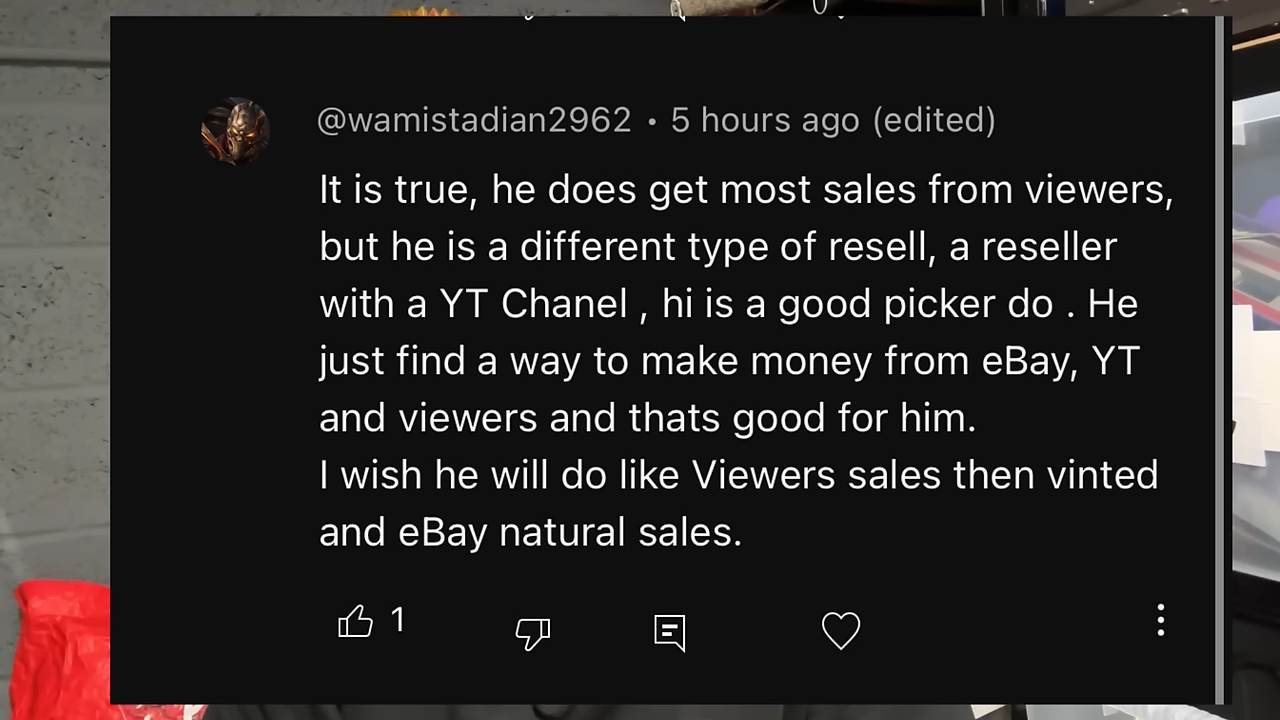 @wamistadian2962 • 5 hours ago (edited)
It is true, he does get most sales from viewers,
but he is a different type of resell, a reseller
with a YT Chanel , hi is a good picker do . He
just find a way to make money from eBay, YT
and viewers and thats good for him.
I wish he will do like Viewers sales then vinted
and eBay natural sales.
1